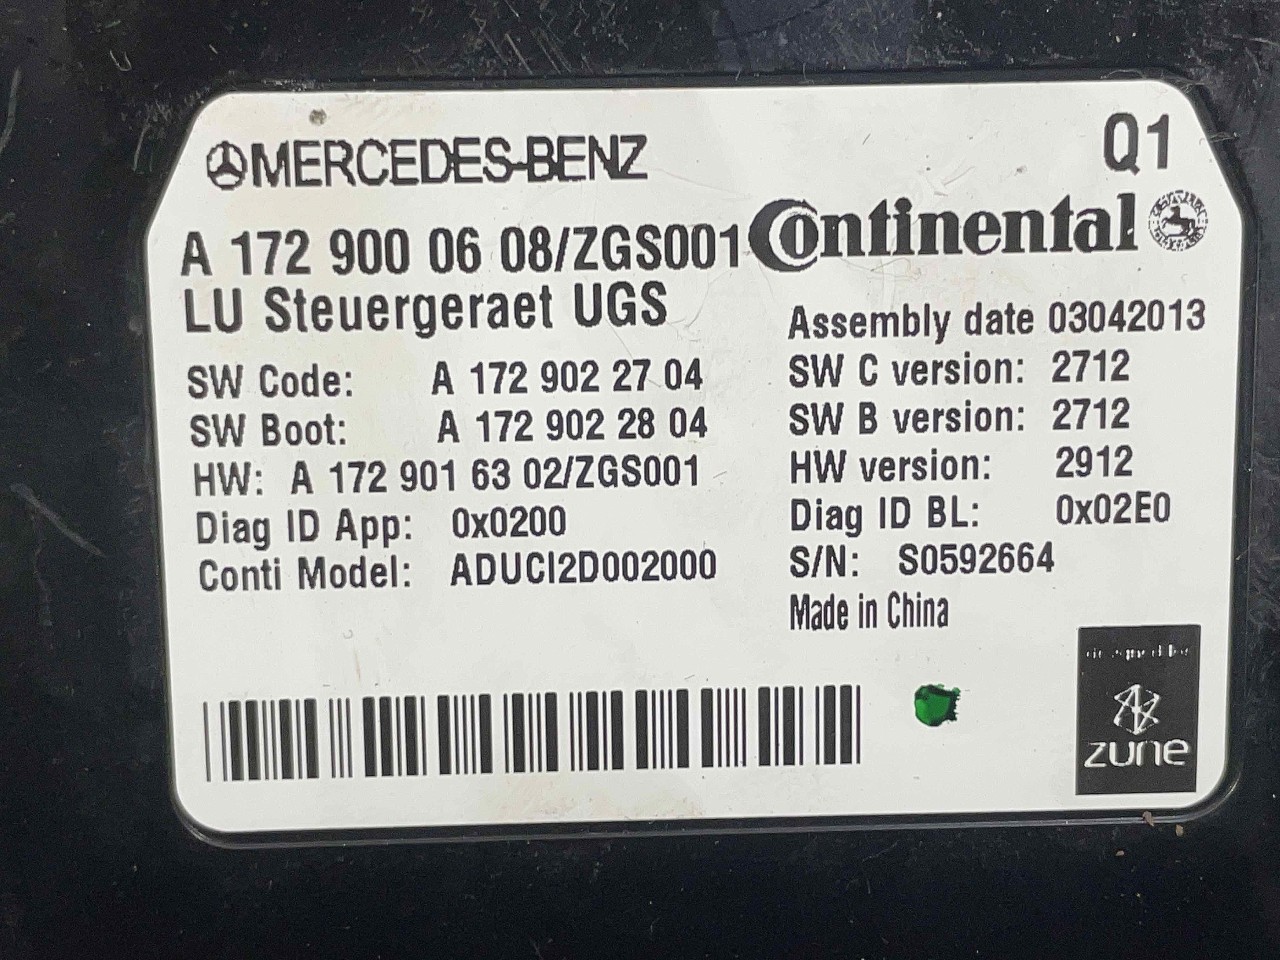 MERCEDES-BENZ
Q1
A 172 900 06 08/ZGS001
Continental
LU Steuergeraet UGS
Assembly date 03042013
SW Code: A 172 902 27 04
SW C version: 2712
SW Boot: A 172 902 28 04
SW B version: 2712
HW: A 172 901 63 02/ZGS001
HW version: 2912
Diag ID App: 0x0200
Diag ID BL: 0x02E0
Conti Model: ADUCI2D002000
S/N: S0592664
Made in China
zune